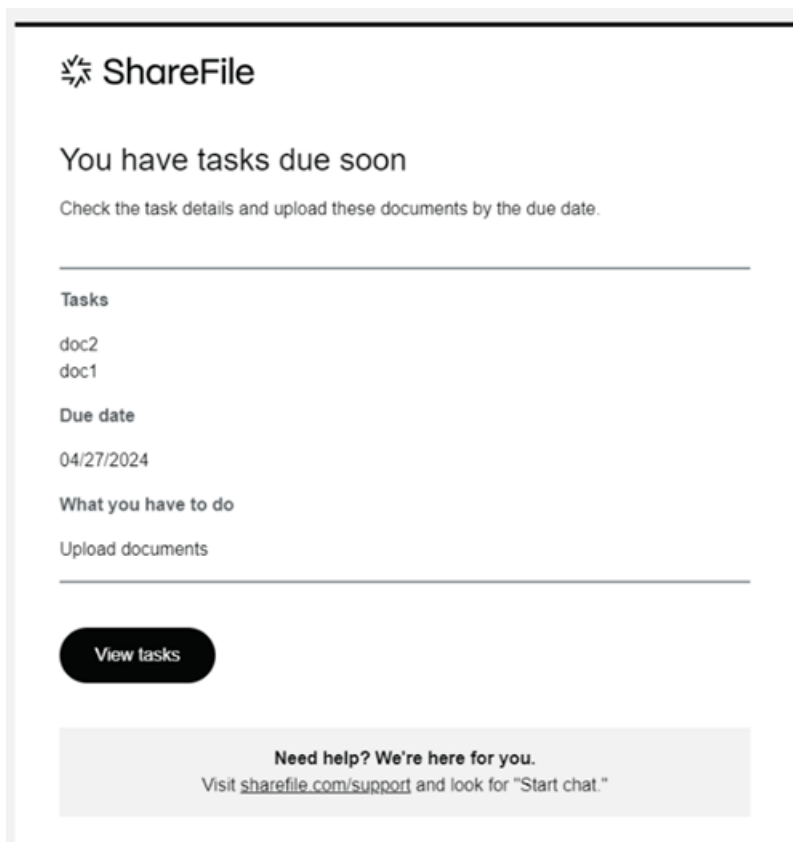 ShareFile
You have tasks due soon
Check the task details and upload these documents by the due date.
Tasks
doc2
doc1
Due date
04/27/2024
What you have to do
Upload documents
View tasks
Need help? We're here for you.
Visit sharefile.com/support and look for "Start chat."